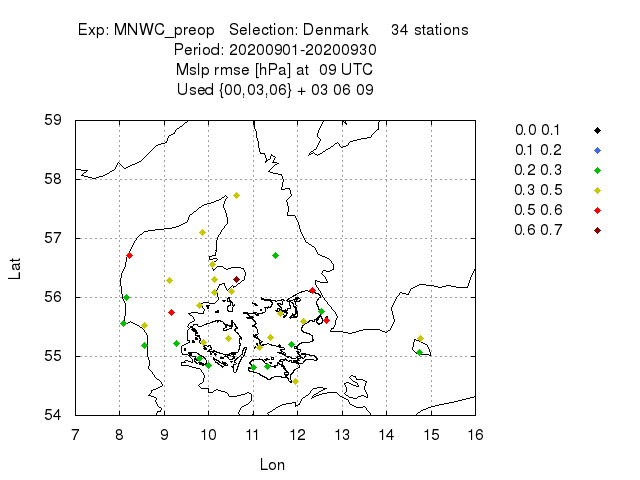 Exp: MNWC_preop Selection: Denmark 34 stations
Period: 20200901-20200930
Mslp rmse [hPa] at 09 UTC
Used {00,03,06} + 03 06 09
59
58
57
56
55
54
Lat
7 8 9 10 11 12 13 14 15 16
Lon
0.0 0.1
0.1 0.2
0.2 0.3
0.3 0.5
0.5 0.6
0.6 0.7